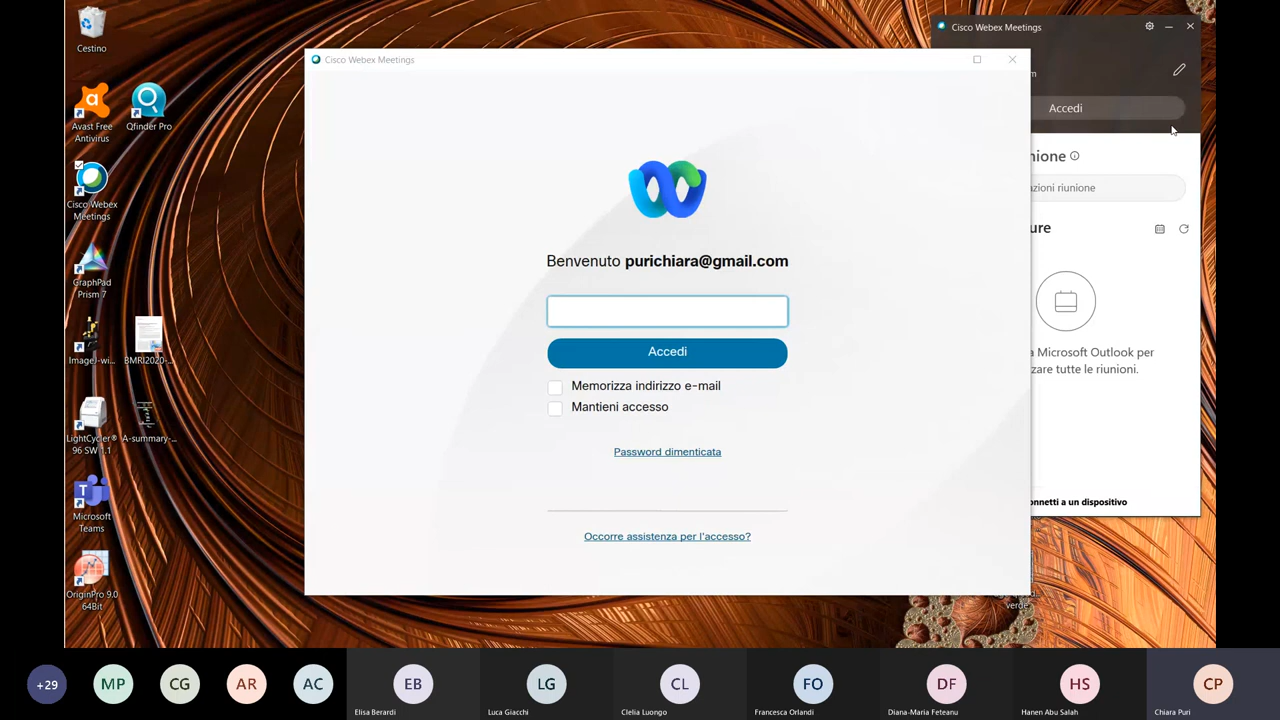 Cestino
Avast Free
Antivirus
Qfinder Pro
Cisco Webex
Meetings
GraphPad
Prism 7
ImageJ-wi...
BMRI2020-...
LightCycler®
96 SW 1.1
A-summary-...
Microsoft
Teams
OriginPro 9.0
64Bit
Cisco Webex Meetings
Benvenuto purichiara@gmail.com
Accedi
Memorizza indirizzo e-mail
Mantieni accesso
Password dimenticata
Occorre assistenza per l'accesso?
Cisco Webex Meetings
m
Accedi
nione
azioni riunione
ure
a Microsoft Outlook per
zare tutte le riunioni.
onnetti a un dispositivo
verde
+29
MP
CG
AR
AC
EB
Elisa Berardi
LG
Luca Giacchi
CL
Clelia Luongo
FO
Francesca Orlandi
DF
Diana-Maria Feteanu
HS
Hanen Abu Salah
CP
Chiara Puri